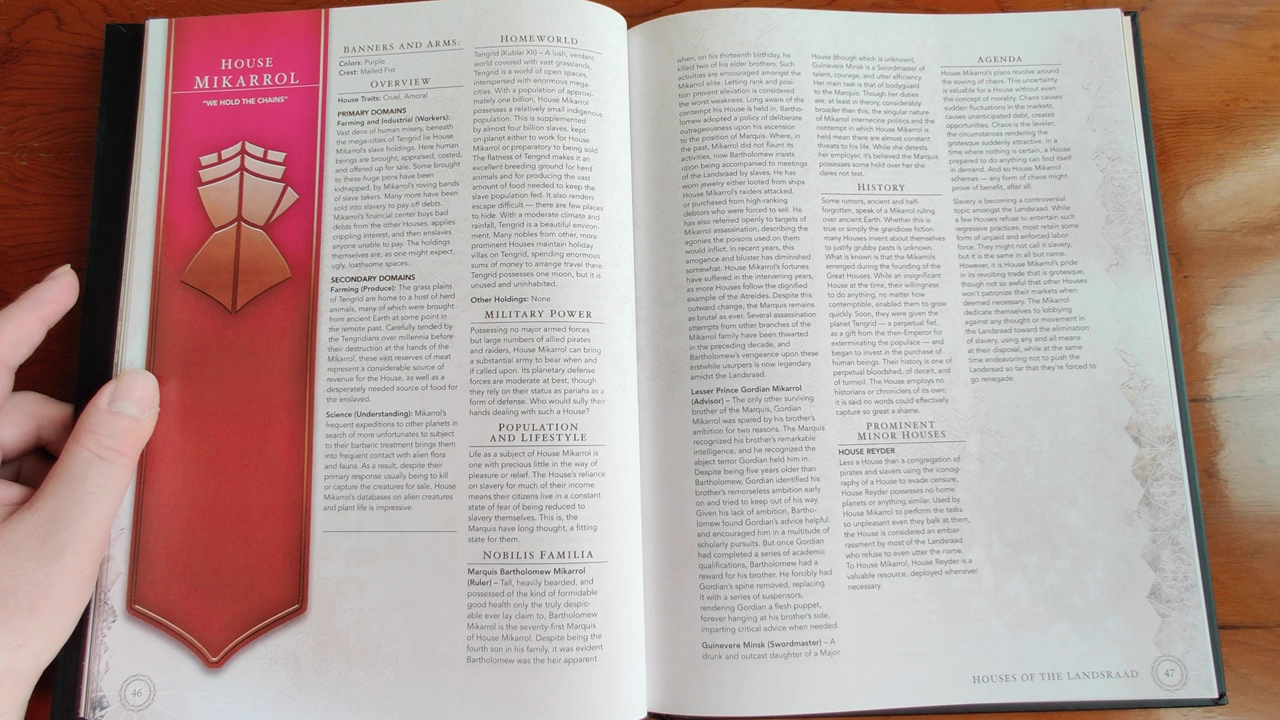 HOUSE
MIKARROL
"WE HOLD THE CHAINS"
BANNERS AND ARMS:
Colors: Purple
Crest: Mailed Fist
OVERVIEW
House Traits: Cruel, Amoral
PRIMARY DOMAINS
Farming and Industrial (Workers):
Vast dens of human misery, beneath
the mega-cities of Tengrid lie House
Mikarrol's slave holdings. Here human
beings are brought, appraised, costed,
and offered up for sale. Some brought
to these huge pens have been
kidnapped, by Mikarrol's roving bands
of slave takers. Many more have been
sold into slavery to pay off debts.
Mikarrol's financial center buys bad
debts from the other Houses, applies
crippling interest, and then enslaves
anyone unable to pay. The holdings
themselves are, as one might expect,
ugly, loathsome spaces.
SECONDARY DOMAINS
Farming (Produce): The grass plains
of Tengrid are home to a host of herd
animals, many of which were brought
from ancient Earth at some point in
the remote past. Carefully tended by
the Tengridians over millennia before
their destruction at the hands of the
Mikarrol, these vast reserves of meat
represent a considerable source of
revenue for the House, as well as a
desperately needed source of food for
the enslaved.
Science (Understanding): Mikarrol's
frequent expeditions to other planets in
search of more unfortunates to subject
to their barbaric treatment brings them
into frequent contact with alien flora
and fauna. As a result, despite their
primary response usually being to kill
or capture the creatures for sale, House
Mikarrol's databases on alien creatures
and plant life is impressive.
HOMEWORLD
Tengrid (Kublai XII) – A lush, verdant
world covered with vast grasslands,
Tengrid is a world of open spaces,
interspersed with enormous mega-
cities. With a population of approxi-
mately one billion, House Mikarrol
possesses a relatively small indigenous
population. This is supplemented
by almost four billion slaves, kept
on-planet either to work for House
Mikarrol or preparatory to being sold.
The flatness of Tengrid makes it an
excellent breeding ground for herd
animals and for producing the vast
amount of food needed to keep the
slave population fed. It also renders
escape difficult — there are few places
to hide. With a moderate climate and
rainfall, Tengrid is a beautiful environ-
ment. Many nobles from other, more
prominent Houses maintain holiday
villas on Tengrid, spending enormous
sums of money to arrange travel there.
Tengrid possesses one moon, but it is
small and uninhabited.
Other Holdings: None
MILITARY POWER
Possessing no major armed forces
but large numbers of allied pirates
and raiders, House Mikarrol can bring
a substantial army to bear when and
if called upon. Its planetary defense
forces are moderate at best, though
they rely on their status as pariahs as a
form of defense. Who would sully their
hands dealing with such a House?
POPULATION
AND LIFESTYLE
Life as a subject of House Mikarrol is
one with precious little in the way of
pleasure or relief. The House's reliance
on slavery for much of their income
means their citizens live in a constant
state of fear of being reduced to
slavery themselves. This is, the
Marquis have long thought, a fitting
state for them.
NOBILIS FAMILIA
Marquis Bartholomew Mikarrol
(Ruler) – Tall, heavily bearded, and
possessed of the kind of formidable
good health only the truly despic-
able ever lay claim to, Bartholomew
Mikarrol is the seventy-first Marquis
of House Mikarrol. Despite being the
fourth son in his family, it was evident
Bartholomew was the heir apparent
46
when, on his thirteenth birthday, he
killed two of his elder brothers. Such
activities are encouraged amongst the
Mikarrol elite. Letting rank and posi-
tion prevent elevation is considered
the worst weakness. Long aware of the
contempt his House is held in, Bartho-
lomew adopted a policy of deliberate
outrageousness upon his ascension
to the position of Marquis. Where, in
the past, Mikarrol did not flaunt its
activities, now Bartholomew insists
upon being accompanied to meetings
of the Landsraad by slaves. He has
worn jewelry either looted from ships
House Mikarrol's raiders attacked,
or purchased from high-ranking
debtors who were forced to sell. He
has also referred openly to targets of
Mikarrol assassination, describing the
agonies the poisons used on them
would inflict. In recent years, this
arrogance and bluster has diminished
somewhat. House Mikarrol's fortunes
have suffered in the intervening years,
as more Houses follow the dignified
example of the Atreides. Despite this
outward change, the Marquis remains
as brutal as ever. Several assassination
attempts from other branches of the
Mikarrol family have been thwarted
in the preceding decade, and
Bartholomew's vengeance upon these
erstwhile usurpers is now legendary
amidst the Landsraad.
Lesser Prince Gordian Mikarrol
(Advisor) – The only other surviving
brother of the Marquis, Gordian
Mikarrol was spared by his brother's
ambition for two reasons. The Marquis
recognized his brother's remarkable
intelligence, and he recognized the
abject terror Gordian held him in.
Despite being five years older than
Bartholomew, Gordian identified his
brother's remorseless ambition early
on and tried to keep out of his way.
Given his lack of ambition, Bartho-
lomew found Gordian's advice helpful
and encouraged him in a multitude of
scholarly pursuits. But once Gordian
had completed a series of academic
qualifications, Bartholomew had a
reward for his brother. He forcibly had
Gordian's spine removed, replacing
it with a series of suspensors,
rendering Gordian a flesh puppet,
forever hanging at his brother's side,
imparting critical advice when needed.
Guinevere Minsk (Swordmaster) – A
drunk and outcast daughter of a Major
House (though which is unknown),
Guinevere Minsk is a Swordmaster of
talent, courage, and utter efficiency.
Her main task is that of bodyguard
to the Marquis. Though her duties
are, at least in theory, considerably
broader than this, the singular nature
of Mikarrol internecine politics and the
contempt in which House Mikarrol is
held mean there are almost constant
threats to his life. While she detests
her employer, it's believed the Marquis
possesses some hold over her she
dares not test.
HISTORY
Some rumors, ancient and half-
forgotten, speak of a Mikarrol ruling
over ancient Earth. Whether this is
true or simply the grandiose fiction
many Houses invent about themselves
to justify grubby pasts is unknown.
What is known is that the Mikarrols
emerged during the founding of the
Great Houses. While an insignificant
House at the time, their willingness
to do anything, no matter how
contemptible, enabled them to grow
quickly. Soon, they were given the
planet Tengrid — a perpetual fief,
as a gift from the then-Emperor for
exterminating the populace — and
began to invest in the purchase of
human beings. Their history is one of
perpetual bloodshed, of deceit, and
of turmoil. The House employs no
historians or chroniclers of its own;
it is said no words could effectively
capture so great a shame.
PROMINENT
MINOR HOUSES
HOUSE REYDER
Less a House than a congregation of
pirates and slavers using the iconog-
raphy of a House to evade censure,
House Reyder possesses no home
planets or anything similar. Used by
House Mikarrol to perform the tasks
so unpleasant even they balk at them,
the House is considered an embar-
rassment by most of the Landsraad
who refuse to even utter the name.
To House Mikarrol, House Reyder is a
valuable resource, deployed whenever
necessary.
AGENDA
House Mikarrol's plans revolve around
the sowing of chaos. This uncertainty
is valuable for a House without even
the concept of morality. Chaos causes
sudden fluctuations in the markets,
causes unanticipated debt, creates
opportunities. Chaos is the leveler,
the circumstances rendering the
grotesque suddenly attractive. In a
time where nothing is certain, a House
prepared to do anything can find itself
in demand. And so House Mikarrol
schemes — any form of chaos might
prove of benefit, after all.
Slavery is becoming a controversial
topic amongst the Landsraad. While
a few Houses refuse to entertain such
regressive practices, most retain some
form of unpaid and enforced labor
force. They might not call it slavery,
but it is the same in all but name.
However, it is House Mikarrol's pride
in its revolting trade that is grotesque,
though not so awful that other Houses
won't patronize their markets when
deemed necessary. The Mikarrol
dedicate themselves to lobbying
against any thought or movement in
the Landsraad toward the elimination
of slavery, using any and all means
at their disposal, while at the same
time endeavoring not to push the
Landsraad so far that they're forced to
go renegade.
HOUSES OF THE LANDSRAAD
47